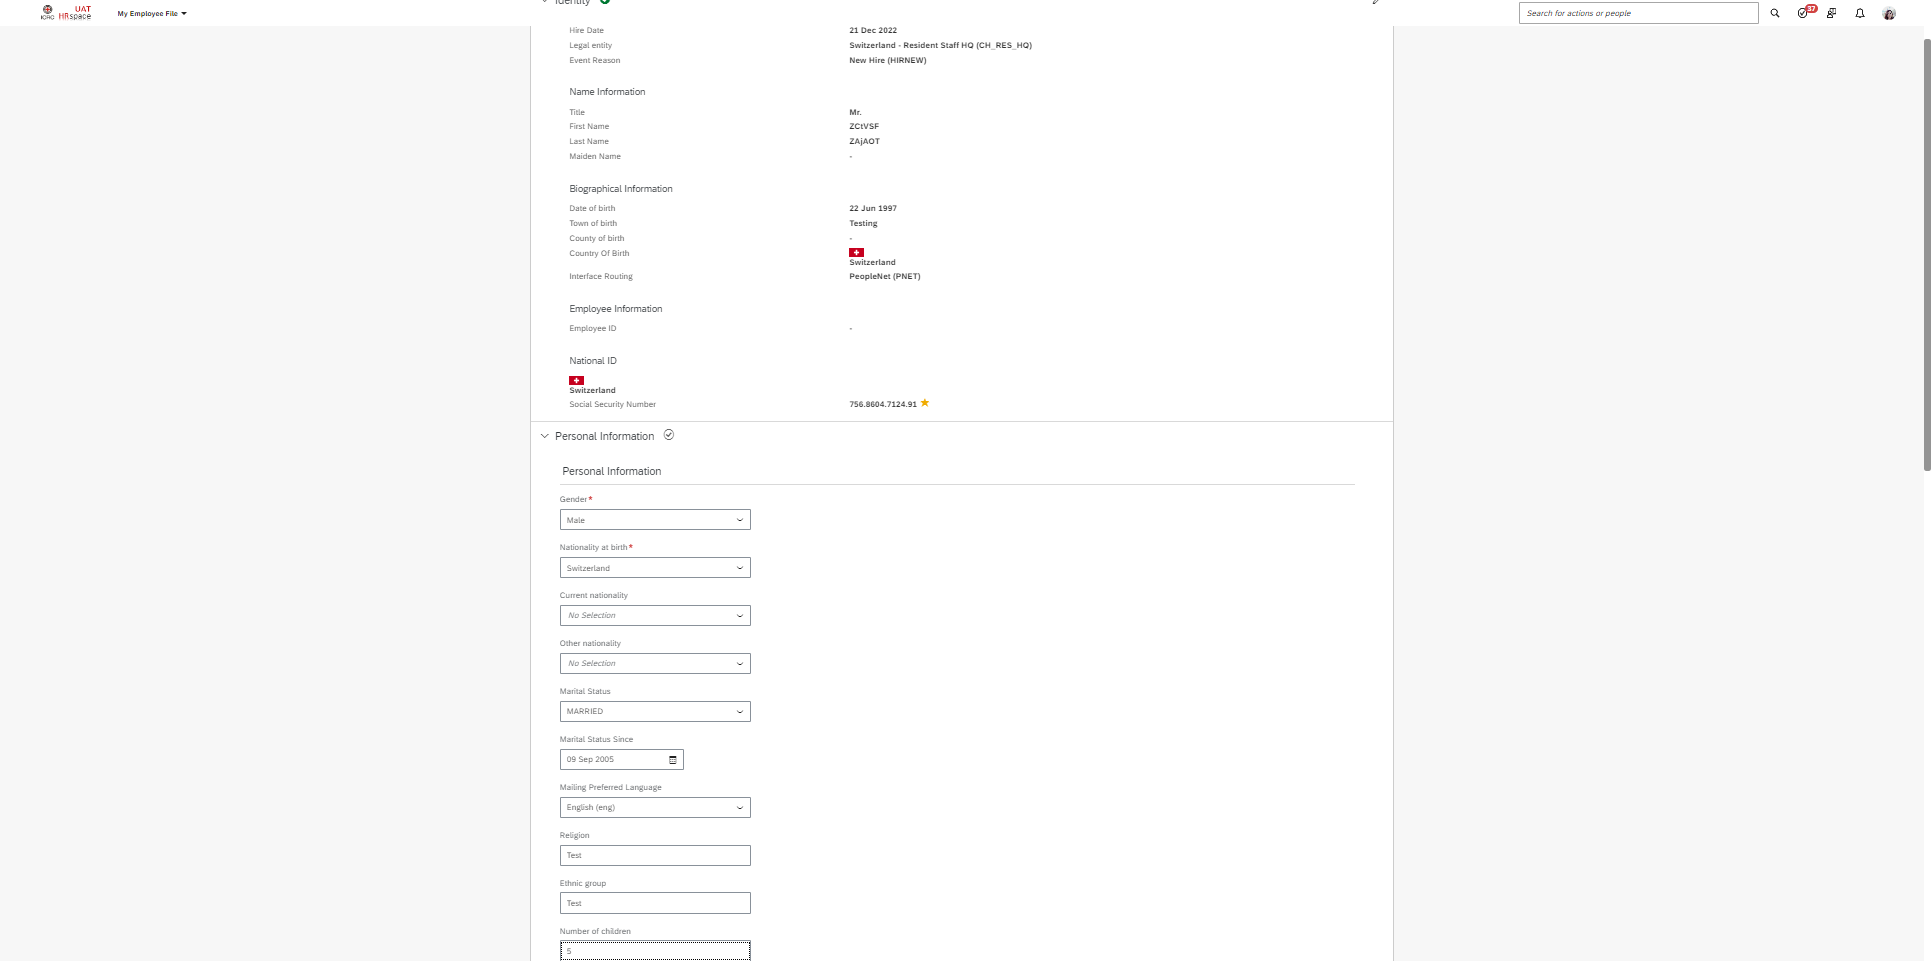 ICRC
UAT
HRspace
My Employee File
Search for actions or people
37
Identity
Hire Date 21 Dec 2022
Legal entity Switzerland - Resident Staff HQ (CH_RES_HQ)
Event Reason New Hire (HIRNEW)
Name Information
Title Mr.
First Name ZCtVSF
Last Name ZAjAOT
Maiden Name -
Biographical Information
Date of birth 22 Jun 1997
Town of birth Testing
County of birth -
Country Of Birth
Switzerland
Interface Routing PeopleNet (PNET)
Employee Information
Employee ID -
National ID
Switzerland
Social Security Number 756.8604.7124.91
Personal Information
Personal Information
Gender*
Male
Nationality at birth*
Switzerland
Current nationality
No Selection
Other nationality
No Selection
Marital Status
MARRIED
Marital Status Since
09 Sep 2005
Mailing Preferred Language
English (eng)
Religion
Test
Ethnic group
Test
Number of children
5